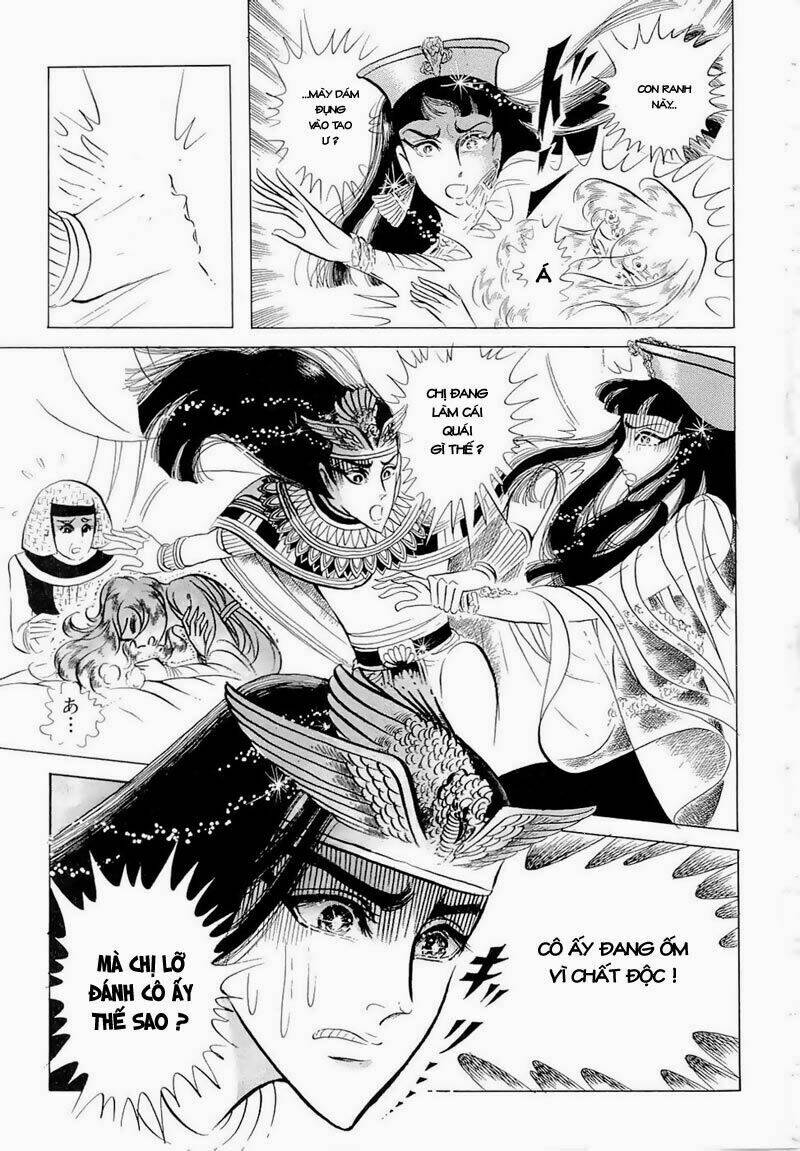 CON RANH
NÀY..
...MÀY DÁM
ĐỤNG
VÀO TAO
Ư ?
Á
CHỊ ĐANG
LÀM CÁI
QUÁI
GÌ THẾ ?
あ…
CÔ ẤY ĐANG ỐM
VÌ CHẤT ĐỘC !
MÀ CHỊ LỠ
ĐÁNH CÔ ẤY
THẾ SAO ?